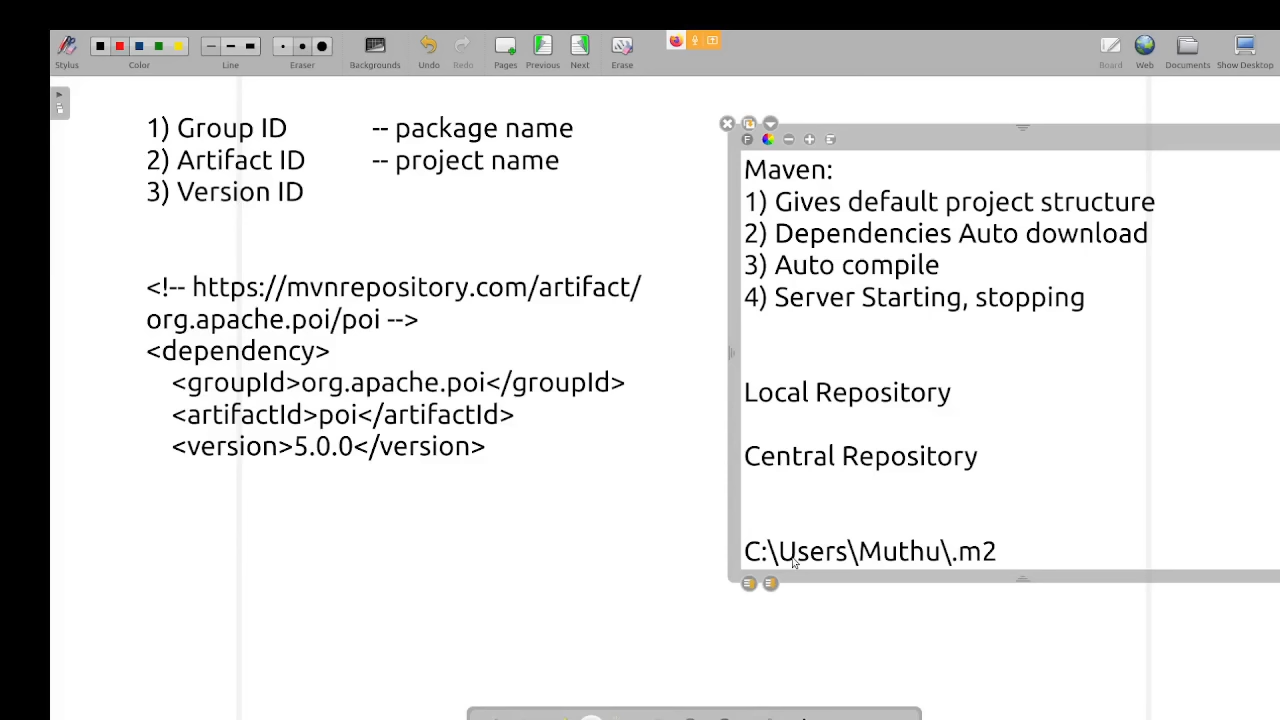 Stylus
Color
Line
Eraser
Backgrounds
Undo
Redo
Pages
Previous
Next
Erase
Board
Web
Documents
Show Desktop
1) Group ID -- package name
2) Artifact ID -- project name
3) Version ID
<!-- https://mvnrepository.com/artifact/
org.apache.poi/poi -->
<dependency>
<groupId>org.apache.poi</groupId>
<artifactId>poi</artifactId>
<version>5.0.0</version>
F
Maven:
1) Gives default project structure
2) Dependencies Auto download
3) Auto compile
4) Server Starting, stopping
Local Repository
Central Repository
C:\Users\Muthu\.m2